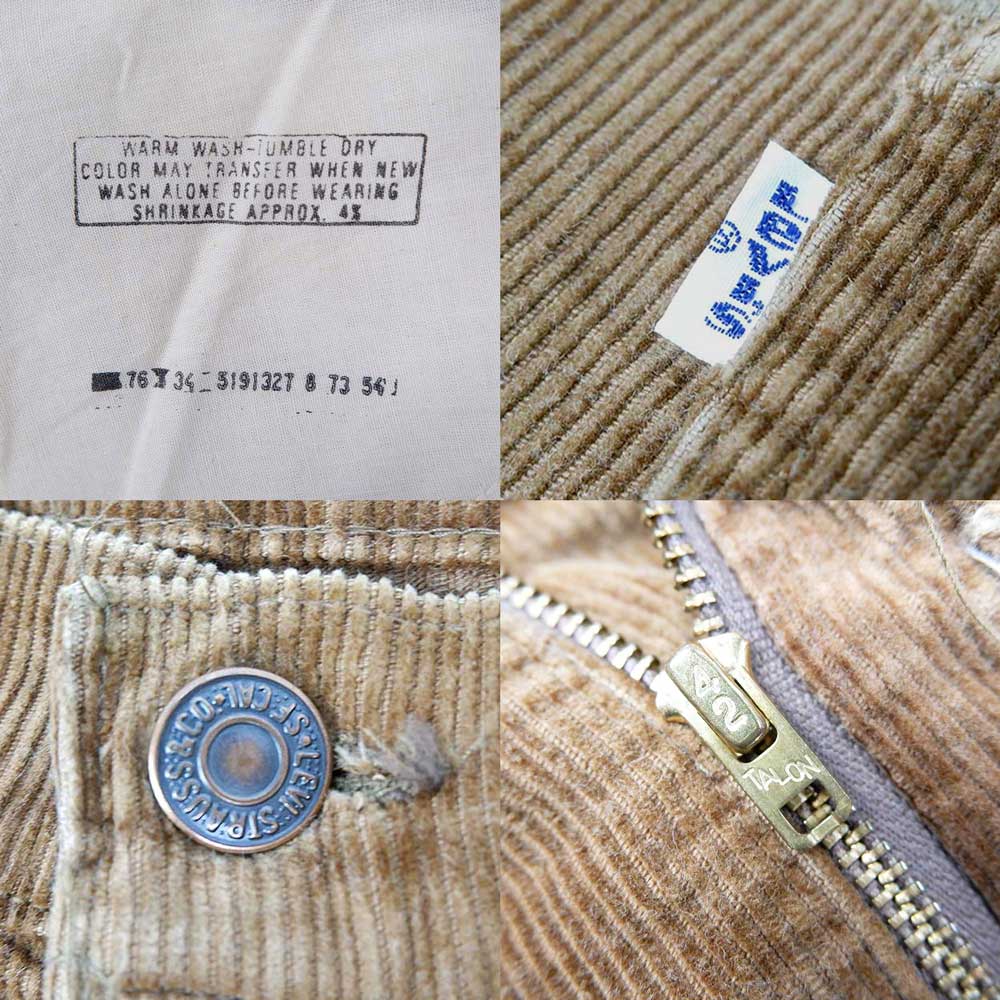 WARM WASH-TUMBLE DRY
COLOR MAY TRANSFER WHEN NEW
WASH ALONE BEFORE WEARING
SHRINKAGE APPROX. 4%
76 34 5191327 8 73
LEVI'S
®
LEVI STRAUSS & CO • S.F. CAL •
42
TALON